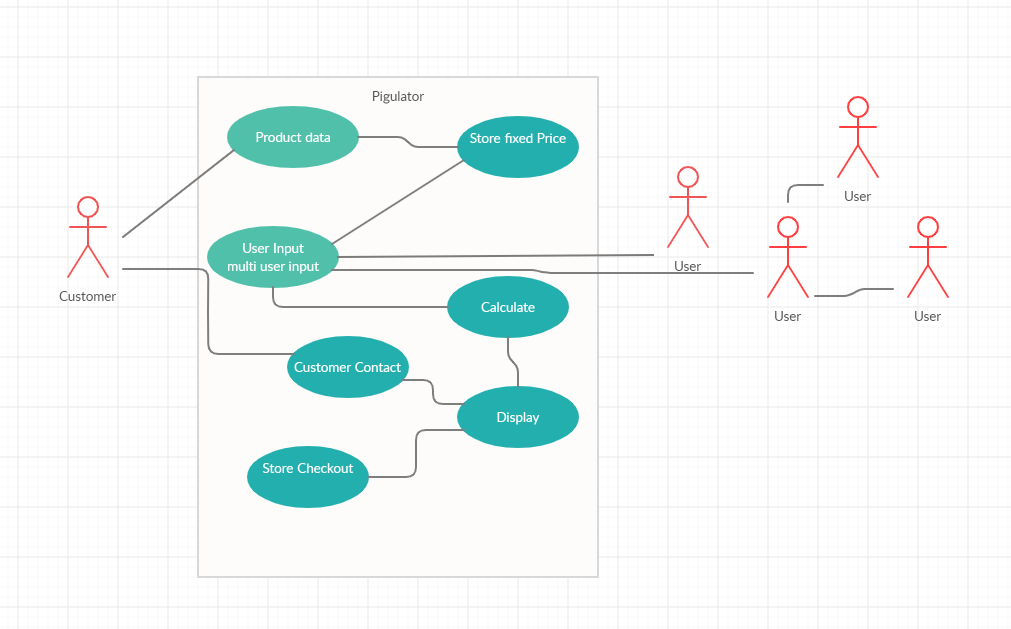 Pigulator
Product data
Store fixed Price
User
User
Customer
User Input
multi user input
User
User
Calculate
Customer Contact
Display
Store Checkout